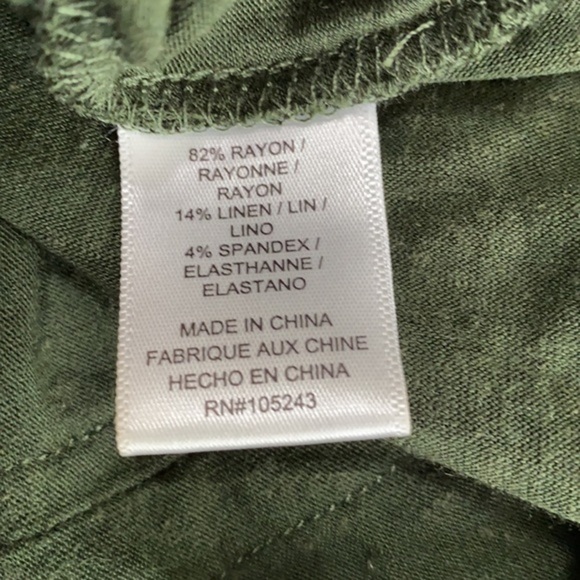 82% RAYON /
RAYONNE /
RAYON
14% LINEN / LIN /
LINO
4% SPANDEX /
ELASTHANNE /
ELASTANO
MADE IN CHINA
FABRIQUE AUX CHINE
HECHO EN CHINA
RN#105243